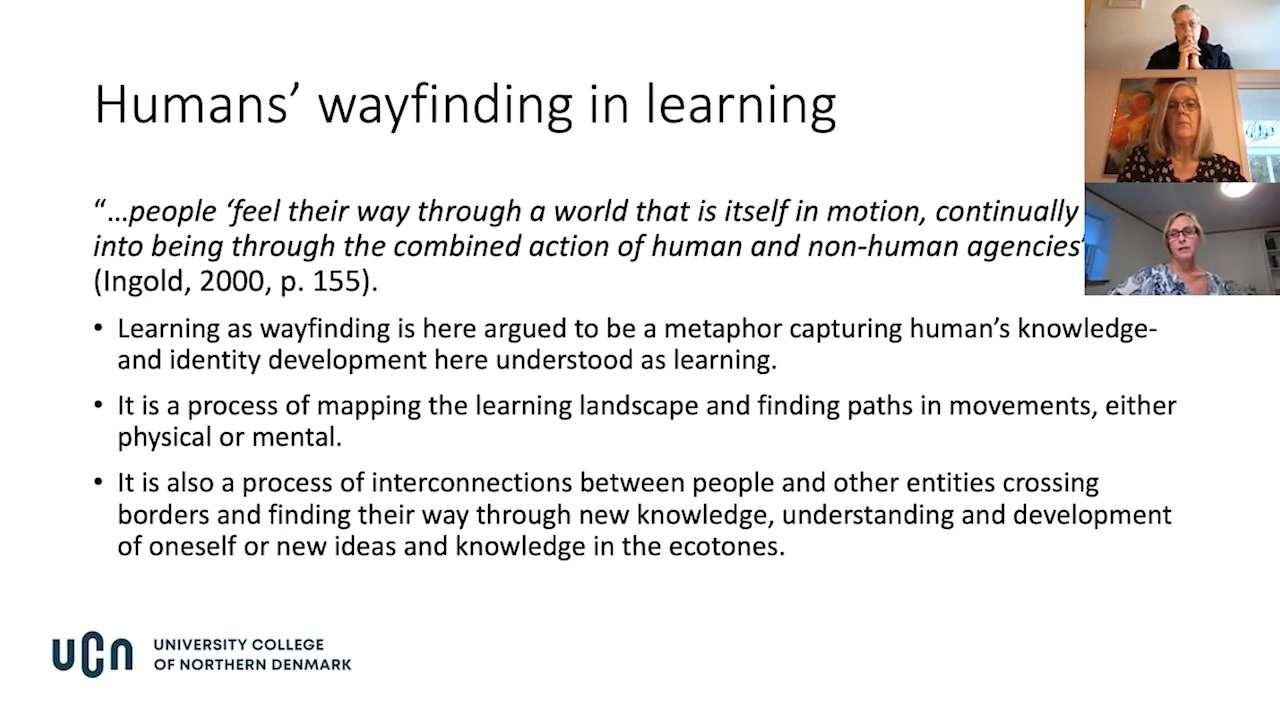 Humans’ wayfinding in learning
“…people ‘feel their way through a world that is itself in motion, continually
into being through the combined action of human and non-human agencies’
(Ingold, 2000, p. 155).
• Learning as wayfinding is here argued to be a metaphor capturing human’s knowledge-
and identity development here understood as learning.
• It is a process of mapping the learning landscape and finding paths in movements, either
physical or mental.
• It is also a process of interconnections between people and other entities crossing
borders and finding their way through new knowledge, understanding and development
of oneself or new ideas and knowledge in the ecotones.
ucn
UNIVERSITY COLLEGE
OF NORTHERN DENMARK